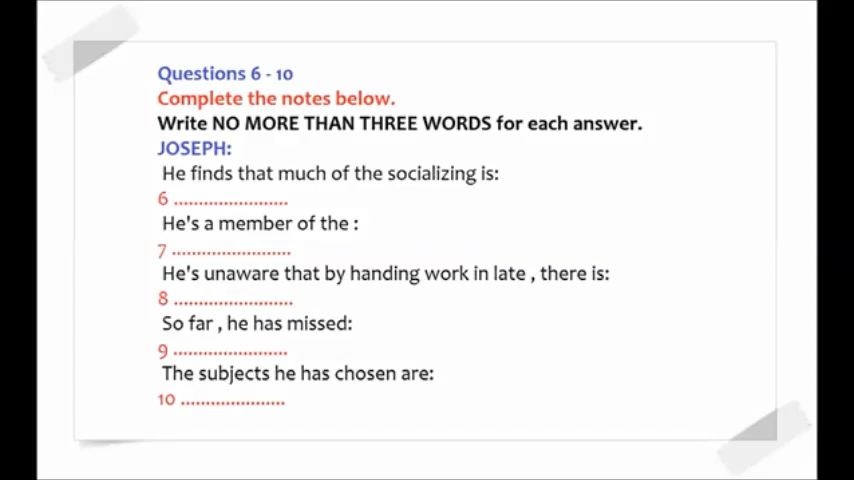 Questions 6 - 10
Complete the notes below.
Write NO MORE THAN THREE WORDS for each answer.
JOSEPH:
He finds that much of the socializing is:
6 ........................
He's a member of the :
7 .........................
He's unaware that by handing work in late , there is:
8 .........................
So far , he has missed:
9 ........................
The subjects he has chosen are:
10 ......................